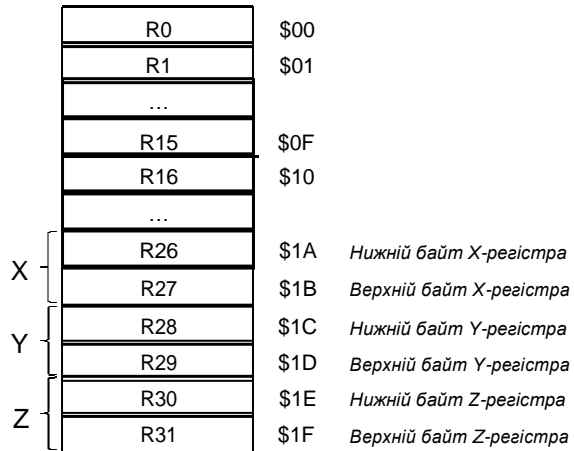 R0 $00
R1 $01
…
R15 $0F
R16 $10
…
R26 $1A Нижній байт X-регістра
X
R27 $1B Верхній байт X-регістра
R28 $1C Нижній байт Y-регістра
Y
R29 $1D Верхній байт Y-регістра
R30 $1E Нижній байт Z-регістра
Z
R31 $1F Верхній байт Z-регістра